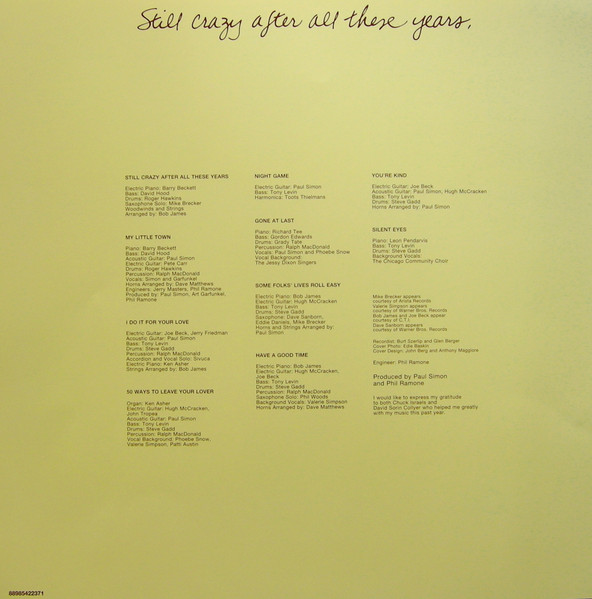 Still crazy after all these years.
STILL CRAZY AFTER ALL THESE YEARS
Electric Piano: Barry Beckett
Bass: David Hood
Drums: Roger Hawkins
Saxophone Solo: Mike Brecker
Woodwinds and Strings
Arranged by: Bob James
MY LITTLE TOWN
Piano: Barry Beckett
Bass: David Hood
Acoustic Guitar: Paul Simon
Electric Guitar: Pete Carr
Drums: Roger Hawkins
Percussion: Ralph MacDonald
Vocals: Simon and Garfunkel
Horns Arranged by: Dave Matthews
Engineers: Jerry Masters, Phil Ramone
Produced by: Paul Simon, Art Garfunkel,
Phil Ramone
I DO IT FOR YOUR LOVE
Electric Guitar: Joe Beck, Jerry Friedman
Acoustic Guitar: Paul Simon
Bass: Tony Levin
Drums: Steve Gadd
Percussion: Ralph MacDonald
Accordion and Vocal Solo: Sivuca
Electric Piano: Ken Asher
Strings Arranged by: Bob James
50 WAYS TO LEAVE YOUR LOVER
Organ: Ken Asher
Electric Guitar: Hugh McCracken,
John Tropea
Acoustic Guitar: Paul Simon
Bass: Tony Levin
Drums: Steve Gadd
Percussion: Ralph MacDonald
Vocal Background: Phoebe Snow,
Valerie Simpson, Patti Austin
NIGHT GAME
Electric Guitar: Paul Simon
Bass: Tony Levin
Harmonica: Toots Thielmans
GONE AT LAST
Piano: Richard Tee
Bass: Gordon Edwards
Drums: Grady Tate
Percussion: Ralph MacDonald
Vocals: Paul Simon and Phoebe Snow
Vocal Background:
The Jessy Dixon Singers
SOME FOLKS' LIVES ROLL EASY
Electric Piano: Bob James
Electric Guitar: Hugh McCracken
Bass: Tony Levin
Drums: Steve Gadd
Saxophone: Dave Sanborn,
Eddie Daniels, Mike Brecker
Horns and Strings Arranged by:
Paul Simon
HAVE A GOOD TIME
Electric Piano: Bob James
Electric Guitar: Hugh McCracken,
Joe Beck
Bass: Tony Levin
Drums: Steve Gadd
Percussion: Ralph MacDonald
Saxophone Solo: Phil Woods
Background Vocals: Valerie Simpson
Horns Arranged by: Dave Matthews
YOU'RE KIND
Electric Guitar: Joe Beck
Acoustic Guitar: Paul Simon, Hugh McCracken
Bass: Tony Levin
Drums: Steve Gadd
Horns Arranged by: Paul Simon
SILENT EYES
Piano: Leon Pendarvis
Bass: Tony Levin
Drums: Steve Gadd
Background Vocals:
The Chicago Community Choir
Mike Brecker appears
courtesy of Arista Records
Valerie Simpson appears
courtesy of Warner Bros. Records
Bob James and Joe Beck appear
courtesy of C.T.I.
Dave Sanborn appears
courtesy of Warner Bros. Records
Recordist: Burt Szerlip and Glen Berger
Cover Photo: Edie Baskin
Cover Design: John Berg and Anthony Maggiore
Engineer: Phil Ramone
Produced by Paul Simon
and Phil Ramone
I would like to express my gratitude
to both Chuck Israels and
David Sorin Collyer who helped me greatly
with my music this past year.
88985422371